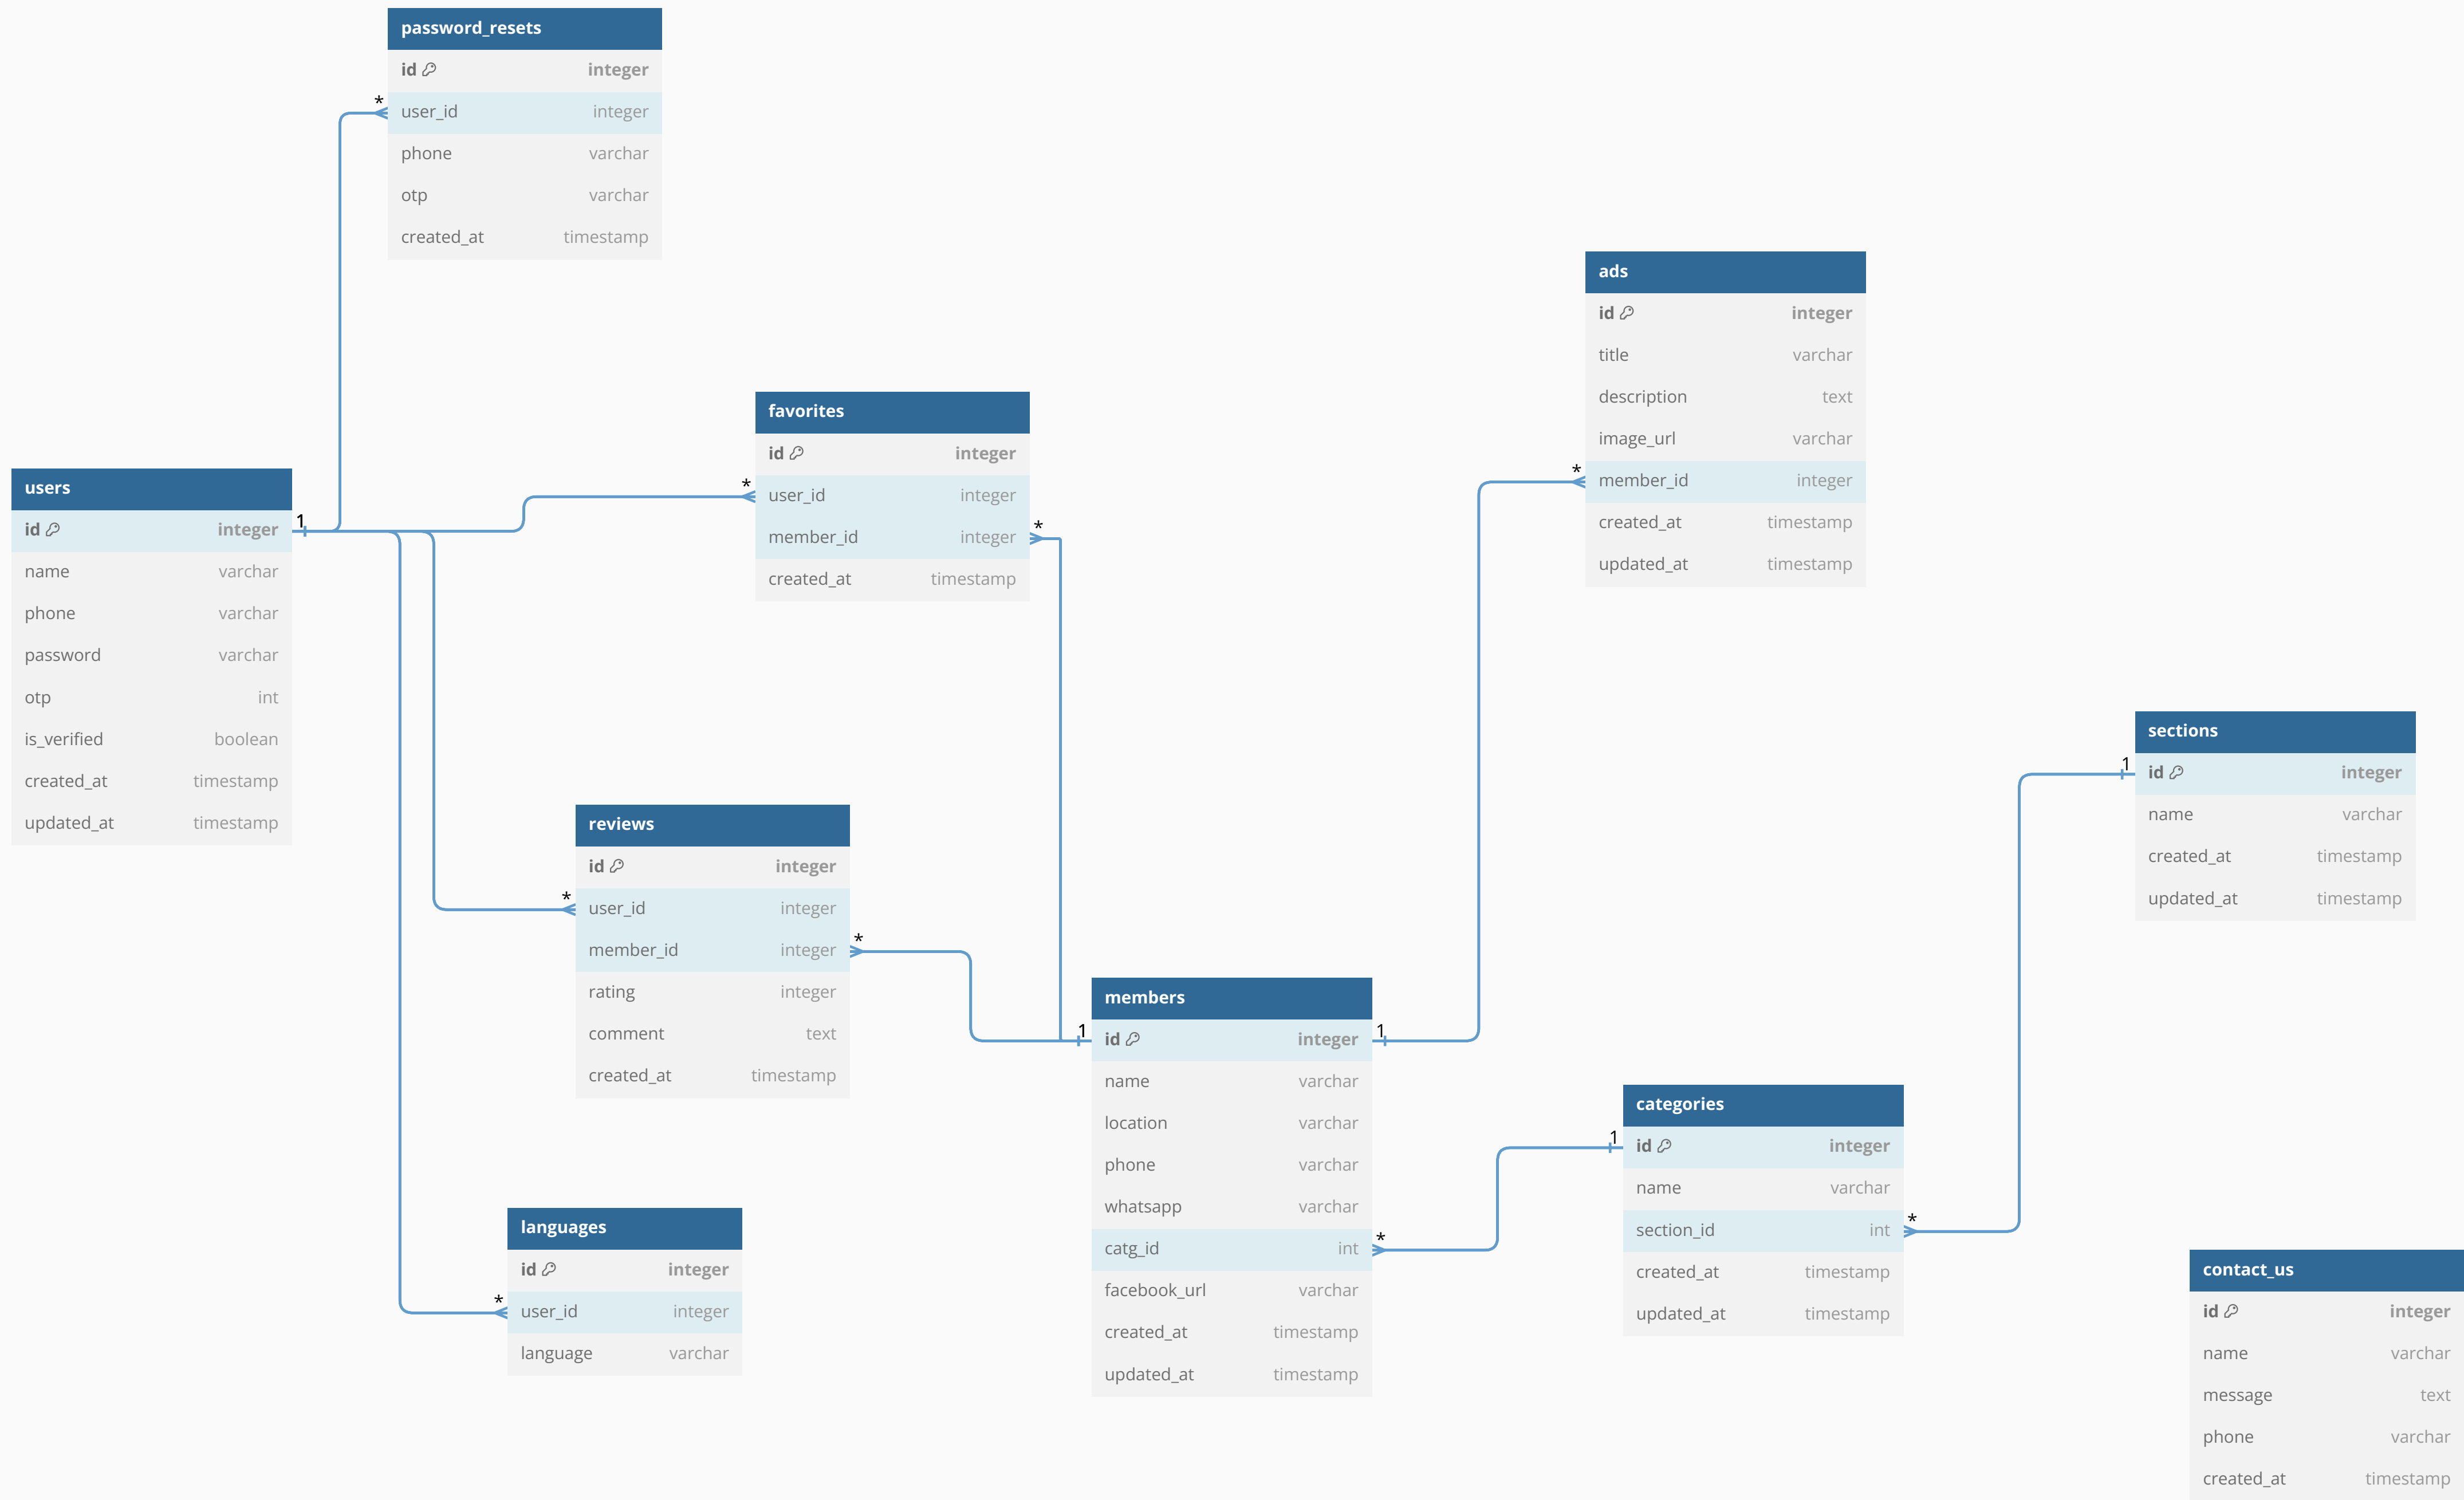 password_resets
id integer
* user_id integer
phone varchar
otp varchar
created_at timestamp
ads
id integer
title varchar
description text
image_url varchar
* member_id integer
created_at timestamp
updated_at timestamp
favorites
id integer
* user_id integer
member_id integer *
created_at timestamp
users
id integer 1
name varchar
phone varchar
password varchar
otp int
is_verified boolean
created_at timestamp
updated_at timestamp
sections
1 id integer
name varchar
created_at timestamp
updated_at timestamp
reviews
id integer
* user_id integer
member_id integer *
rating integer
comment text
created_at timestamp
members
1 id integer 1
name varchar
location varchar
phone varchar
whatsapp varchar
catg_id int *
facebook_url varchar
created_at timestamp
updated_at timestamp
categories
1 id integer
name varchar
section_id int *
created_at timestamp
updated_at timestamp
languages
id integer
* user_id integer
language varchar
contact_us
id integer
name varchar
message text
phone varchar
created_at timestamp